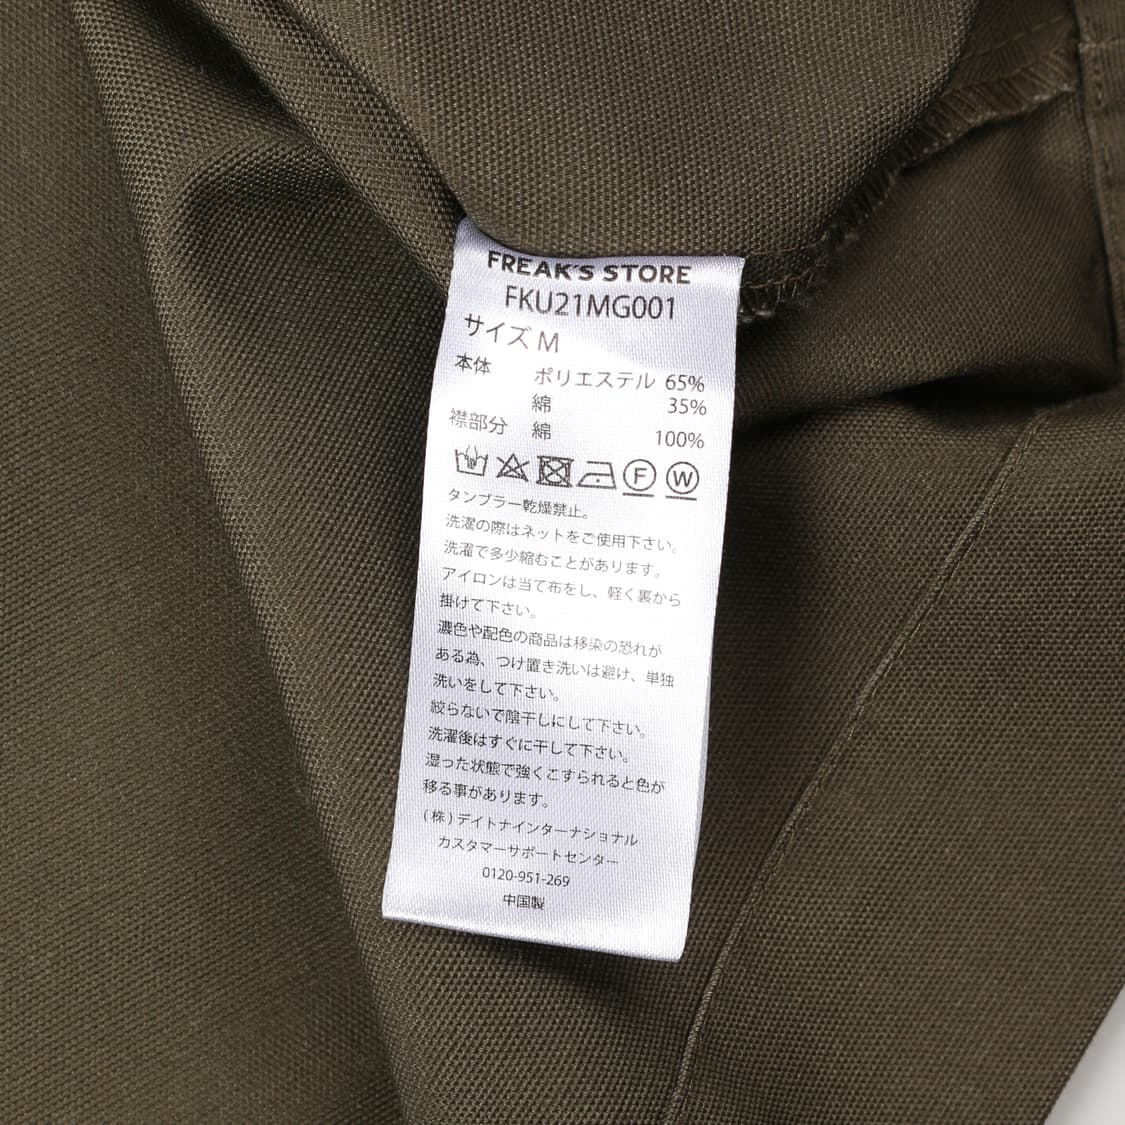 FREAK'S STORE
FKU21MG001
サイズ M
本体 ポリエステル 65%
綿 35%
襟部分 綿 100%
F W
タンブラー乾燥禁止。
洗濯の際はネットをご使用下さい。
洗濯で多少縮むことがあります。
アイロンは当て布をし、軽く裏から
掛けて下さい。
濃色や配色の商品は移染の恐れが
ある為、つけ置き洗いは避け、単独
洗いをして下さい。
絞らないで陰干しにして下さい。
洗濯後はすぐに干して下さい。
湿った状態で強くこすられると色が
移る事があります。
(株)デイトナインターナショナル
カスタマーサポートセンター
0120-951-269
中国製